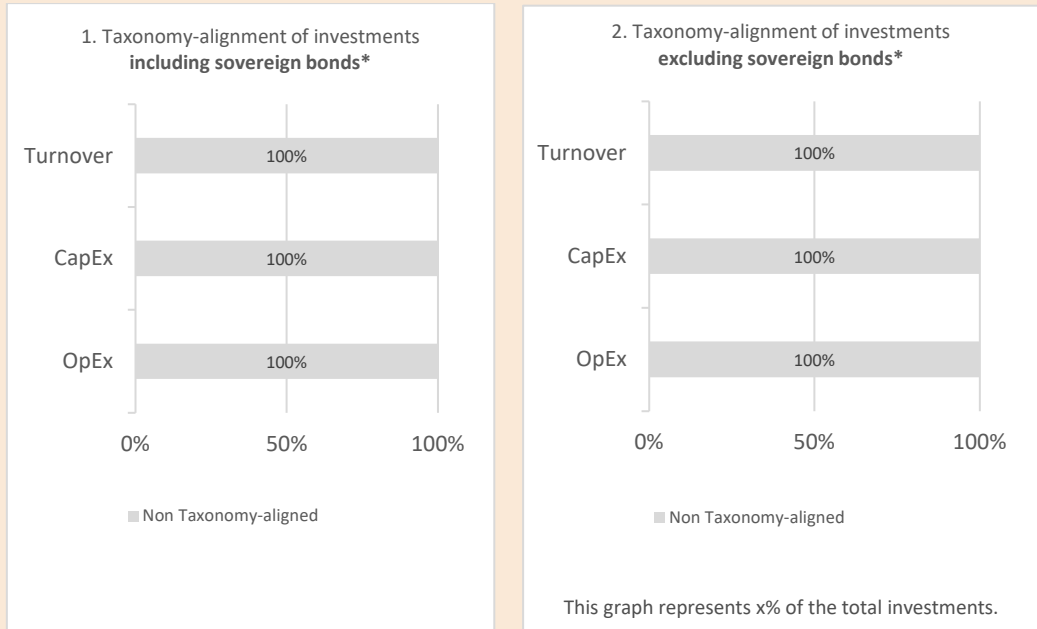 1. Taxonomy-alignment of investments
including sovereign bonds*
Turnover
100%
CapEx
100%
OpEx
100%
0%
50%
100%
Non Taxonomy-aligned
2. Taxonomy-alignment of investments
excluding sovereign bonds*
Turnover
100%
CapEx
100%
OpEx
100%
0%
50%
100%
Non Taxonomy-aligned
This graph represents x% of the total investments.